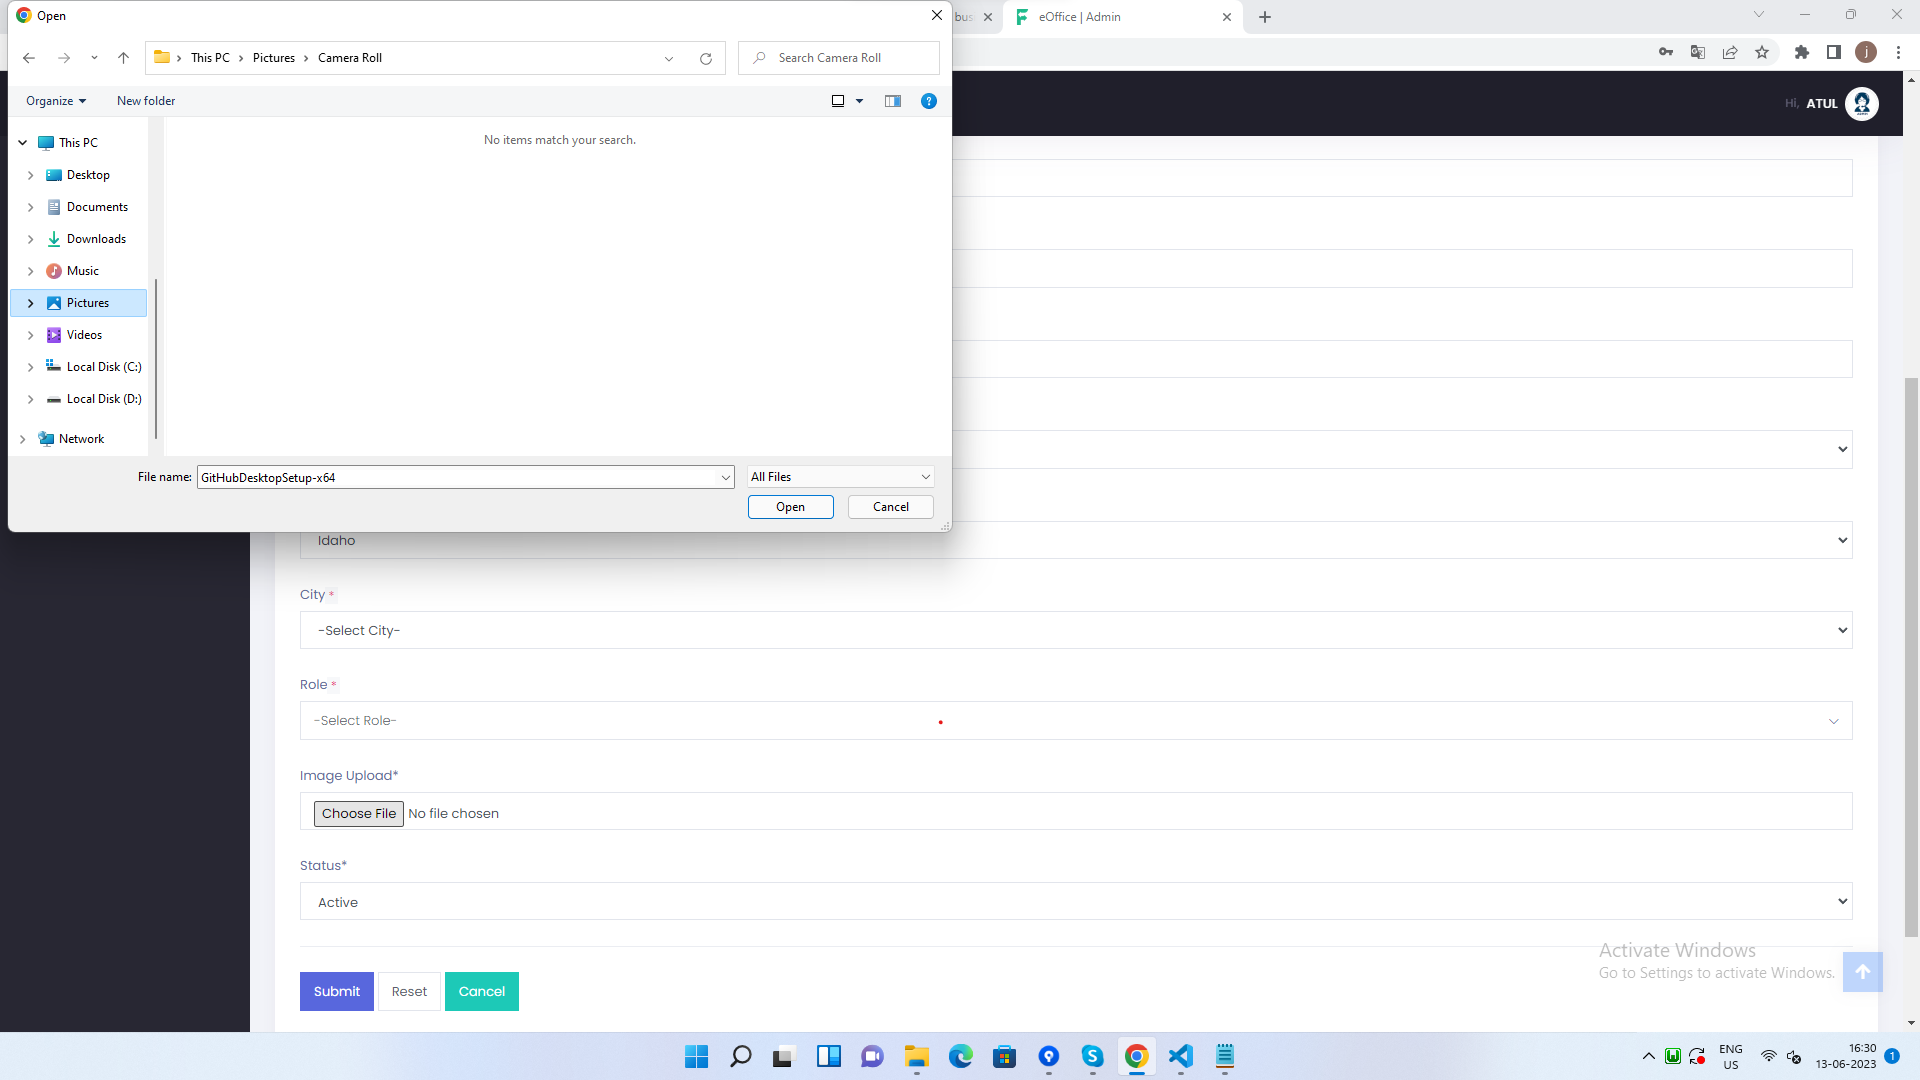 Open
bus
eOffice | Admin
This PC
Pictures
Camera Roll
Search Camera Roll
j
Organize
New folder
?
Hi, ATUL
No items match your search.
This PC
Desktop
Documents
Downloads
Music
Pictures
Videos
Local Disk (C:)
Local Disk (D:)
Network
File name:
GitHubDesktopSetup-x64
All Files
Open
Cancel
Idaho
City *
-Select City-
Role *
-Select Role-
Image Upload*
Choose File No file chosen
Status*
Active
Activate Windows
Go to Settings to activate Windows.
Submit
Reset
Cancel
ENG
US
16:30
13-06-2023
1